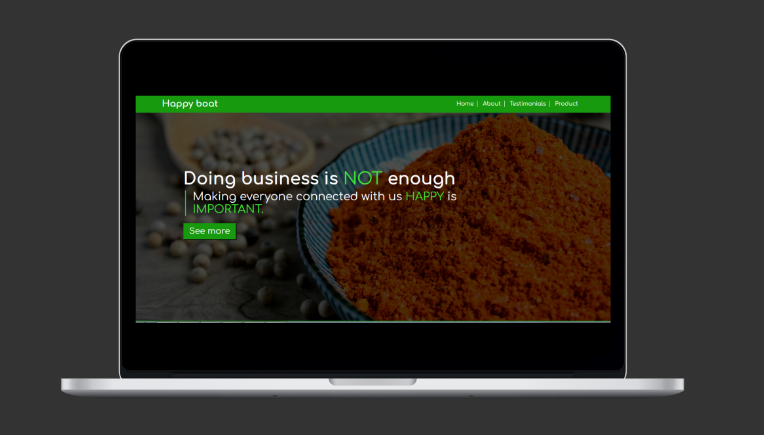 Happy boat
Home | About | Testimonials | Product
Doing business is NOT enough
Making everyone connected with us HAPPY is
IMPORTANT.
See more